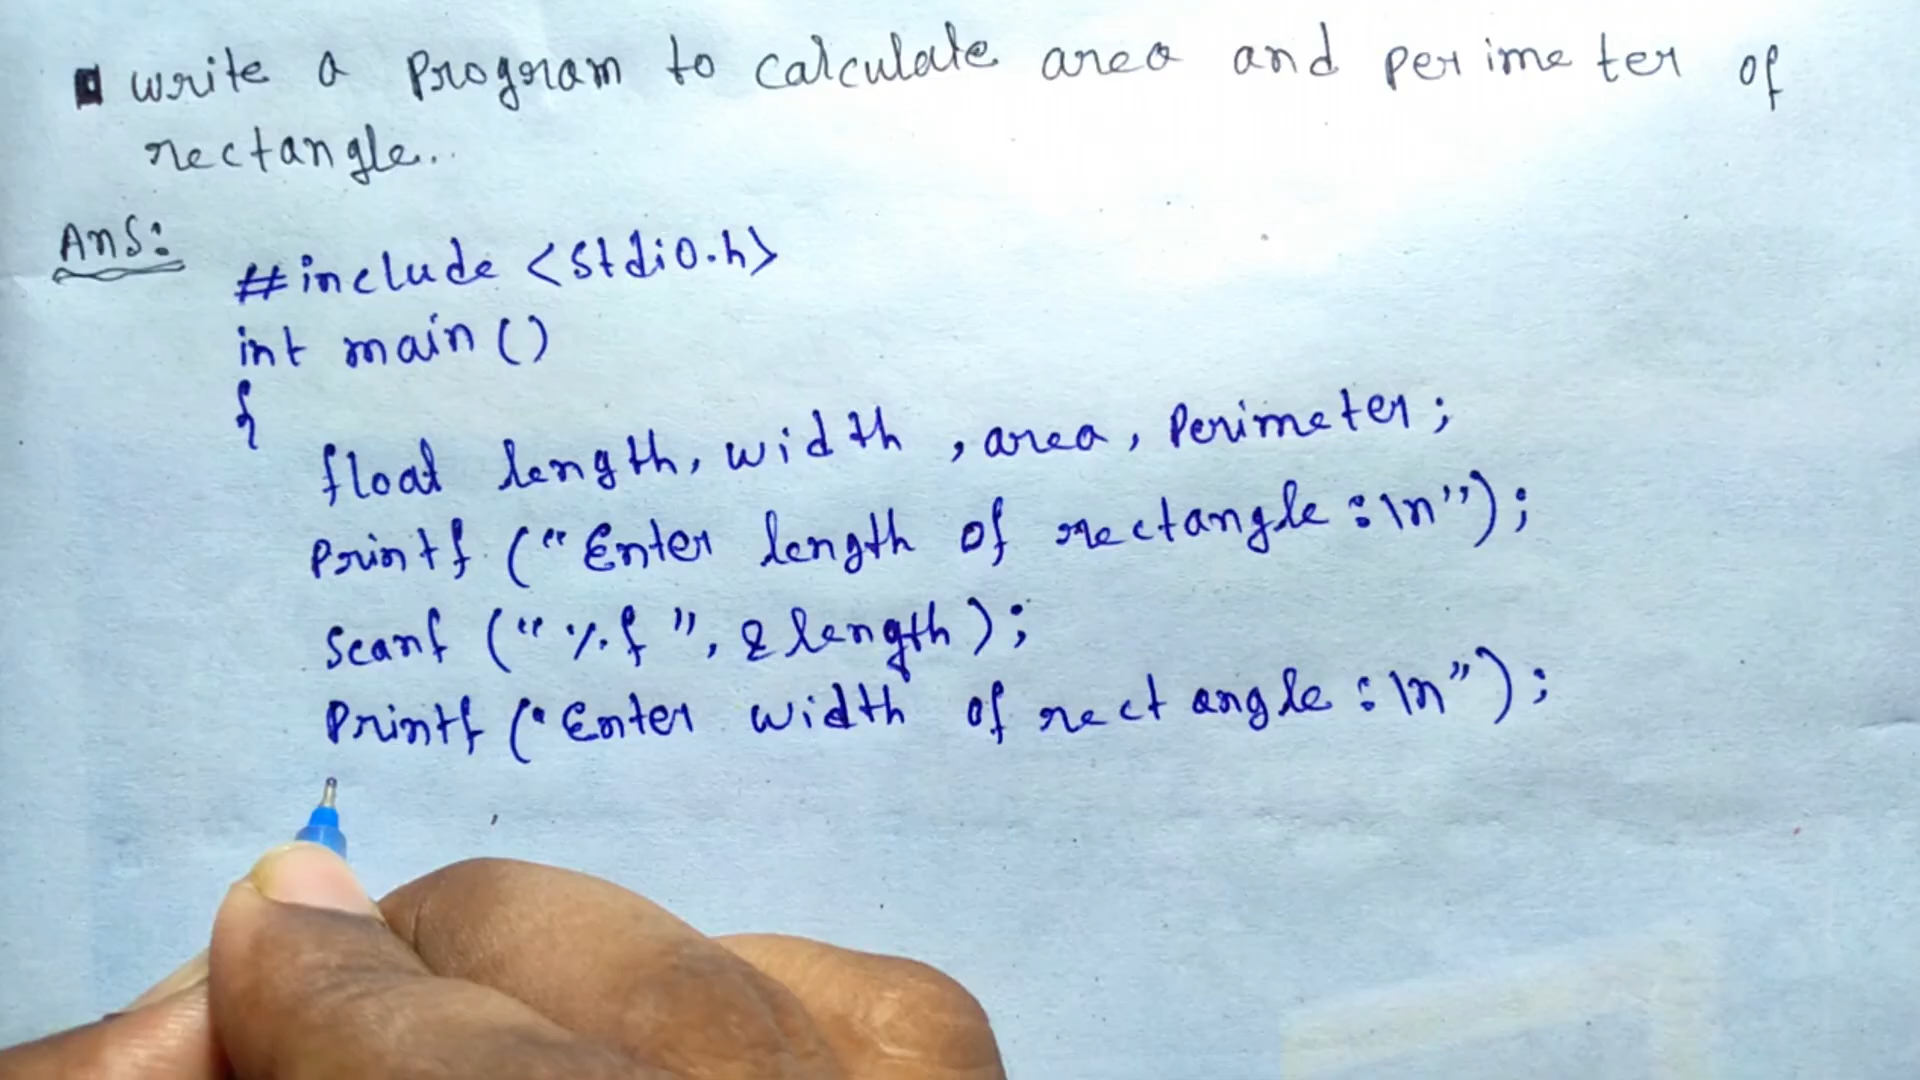 write a program to calculate area and perimeter of
rectangle..
Ans:
#include <stdio.h>
int main ()
{
float length, width, area, Perimeter;
Printf ("Enter length of rectangle :\n");
Scanf ("%f", &length);
Printf ("Enter width of rectangle :\n");